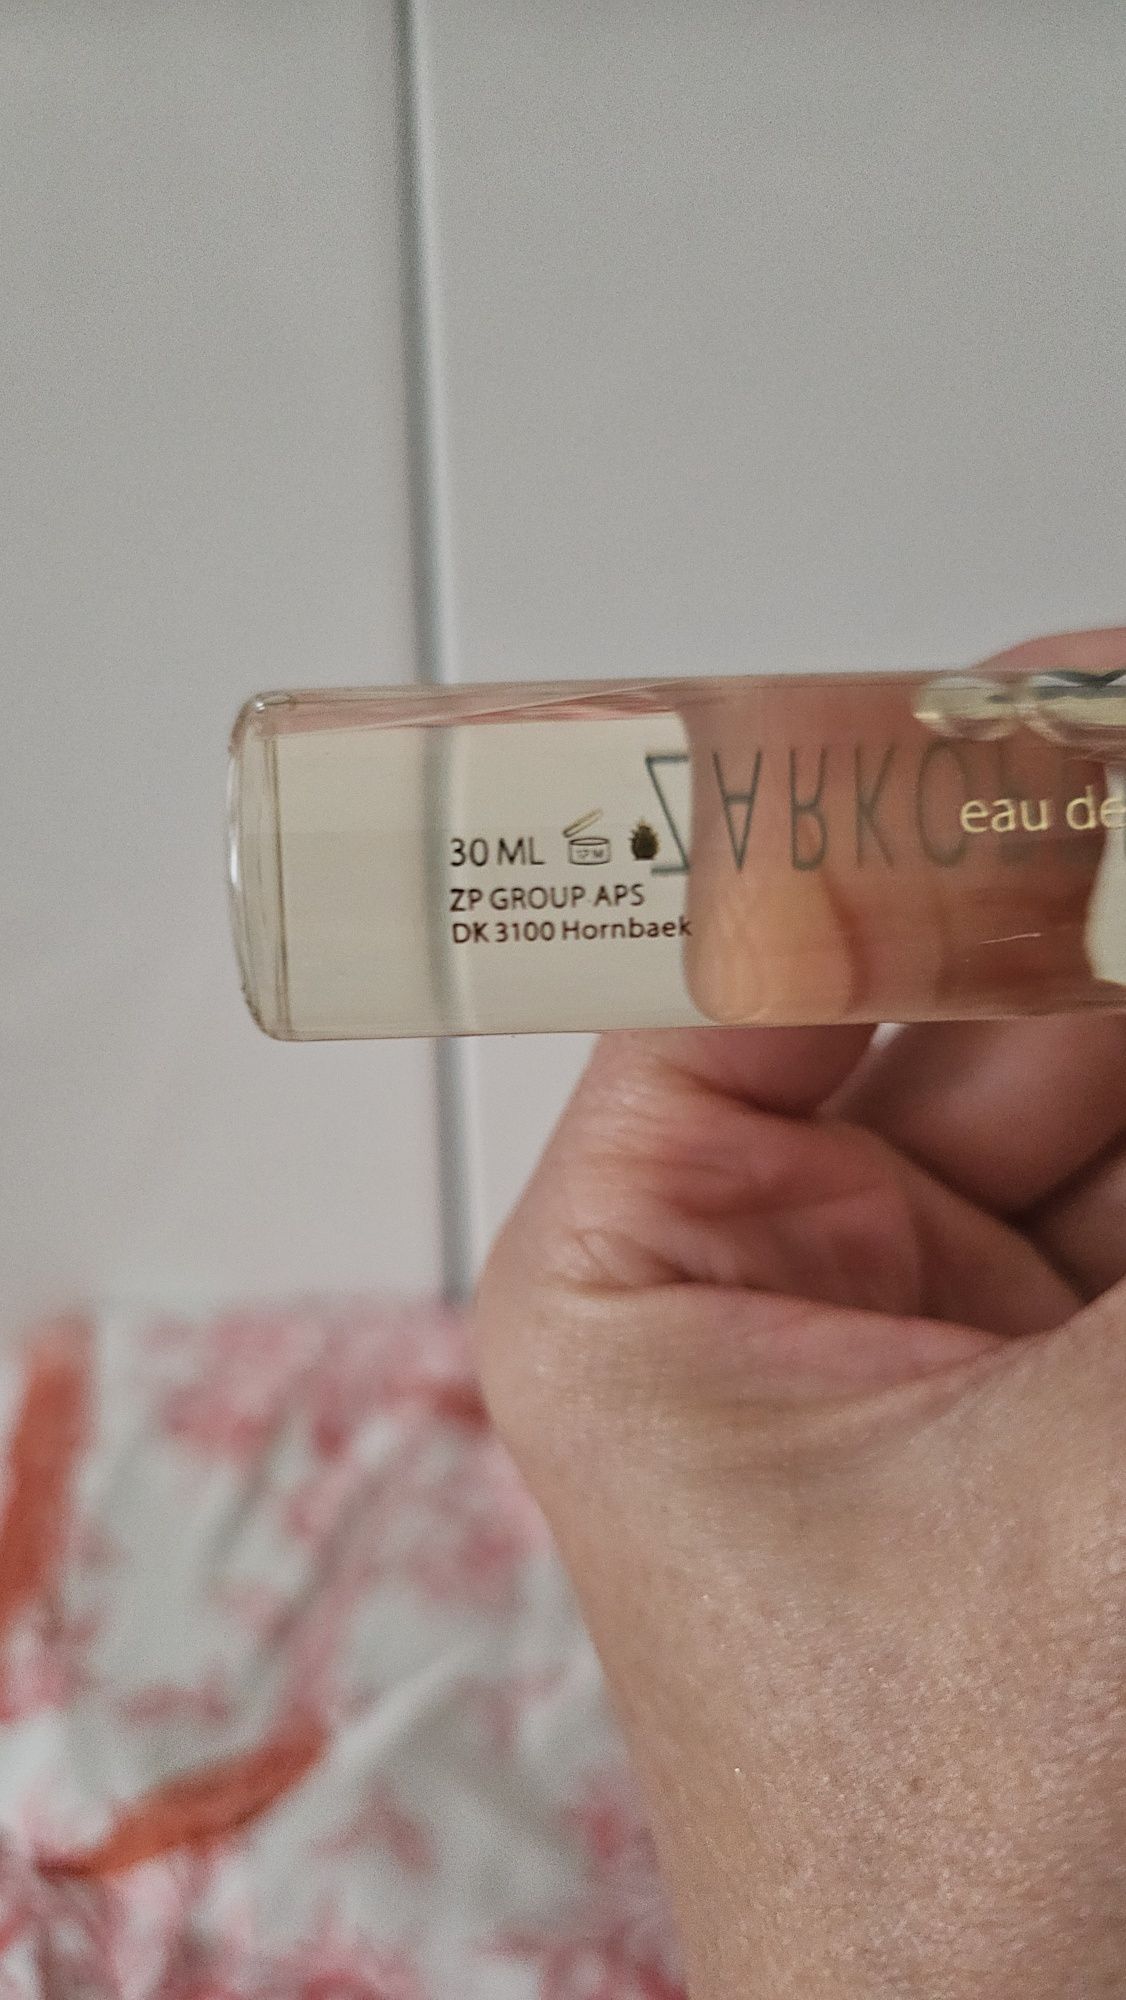 30 ML
ZP GROUP APS
DK 3100 Hornbaek
eau de